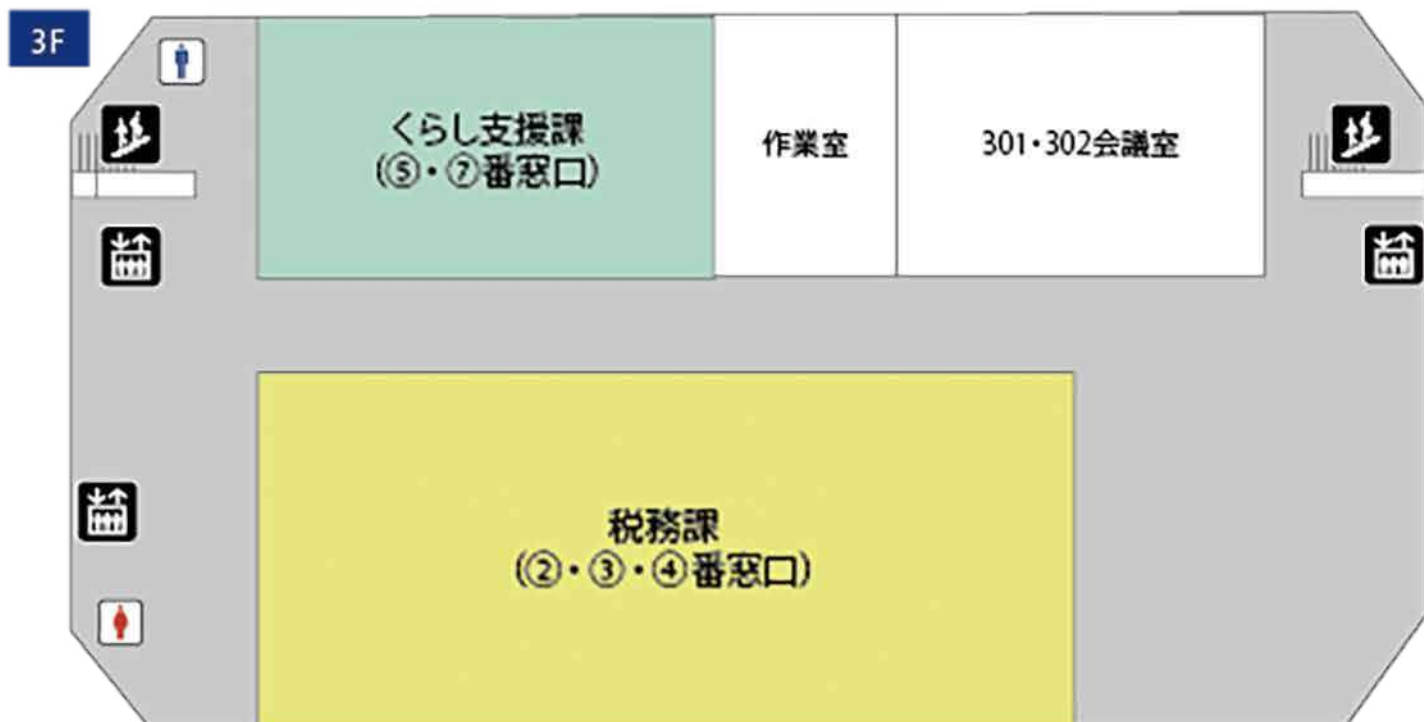 3F
くらし支援課
(⑤・⑦番窓口)
作業室
301・302会議室
税務課
(②・③・④番窓口)